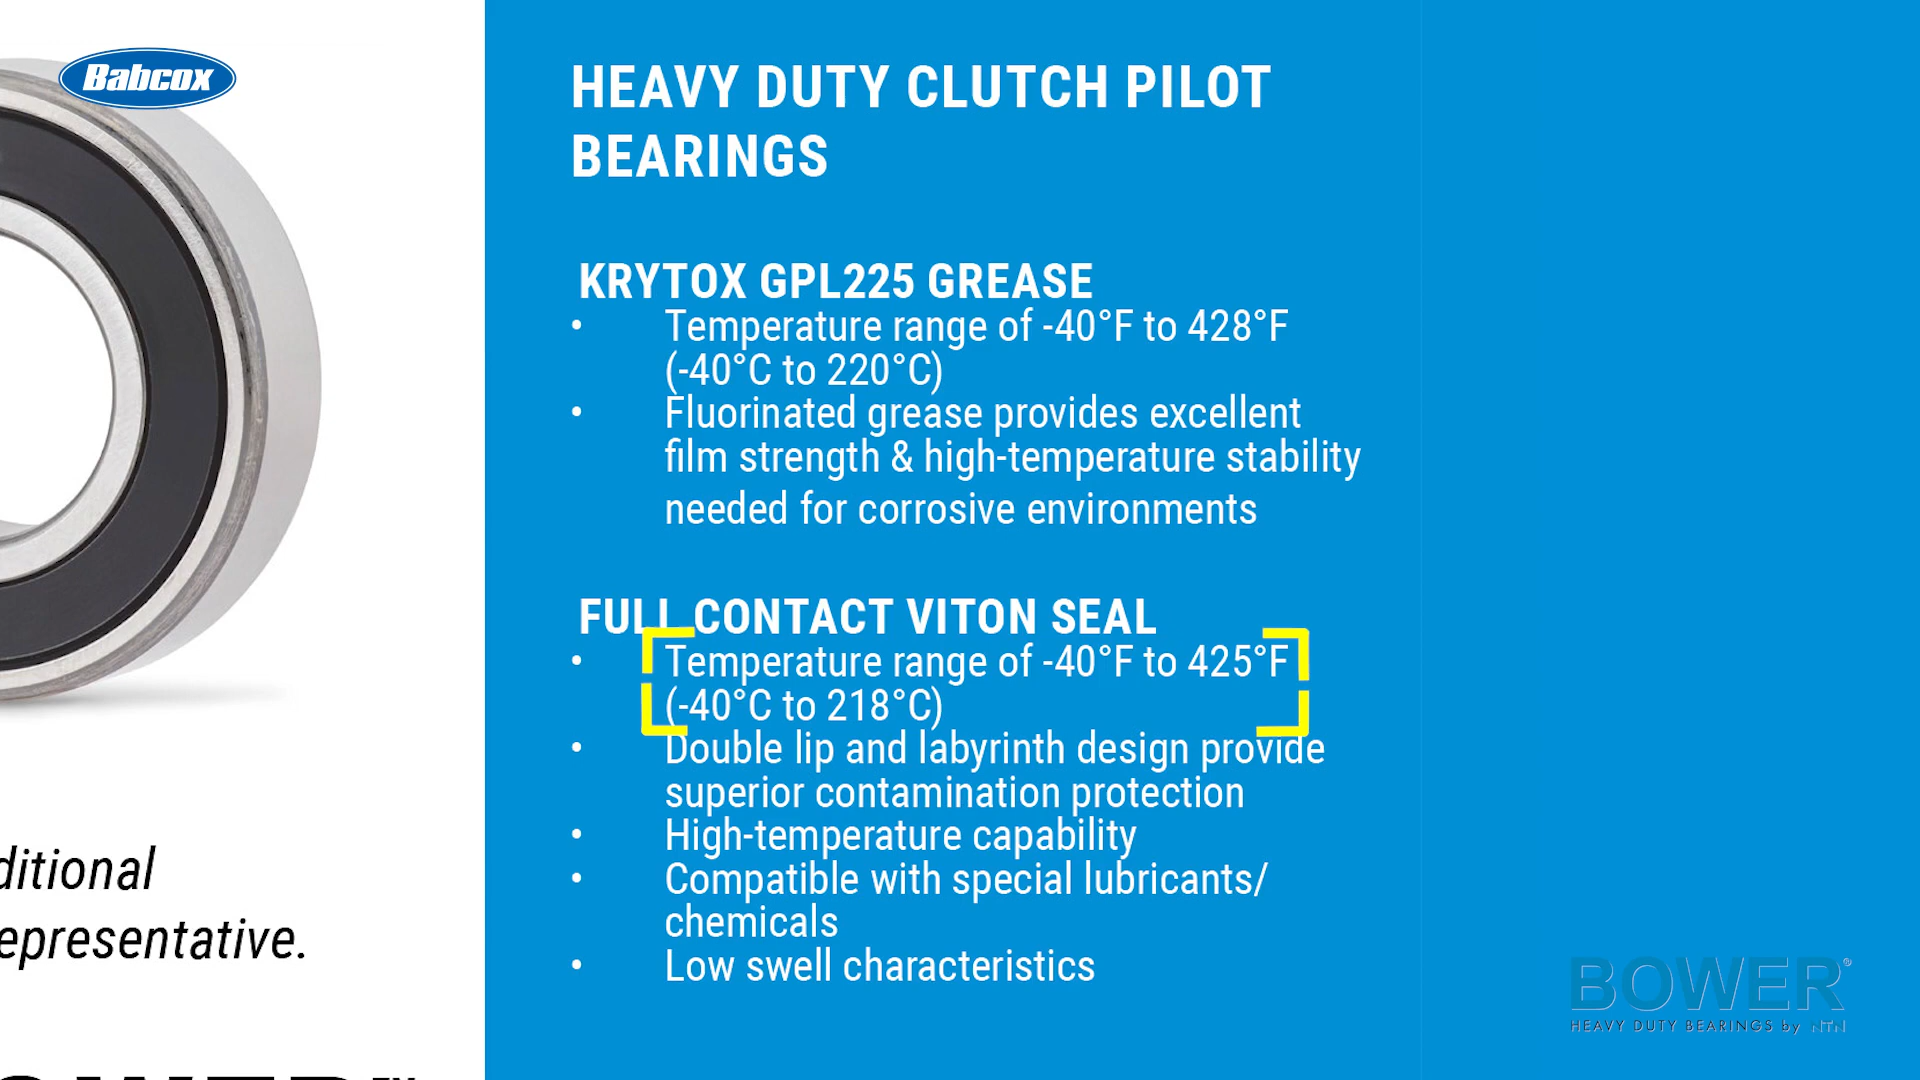 Babcox
HEAVY DUTY CLUTCH PILOT
BEARINGS
KRYTOX GPL225 GREASE
• Temperature range of -40°F to 428°F
(-40°C to 220°C)
• Fluorinated grease provides excellent
film strength & high-temperature stability
needed for corrosive environments
FULL CONTACT VITON SEAL
• Temperature range of -40°F to 425°F
(-40°C to 218°C)
• Double lip and labyrinth design provide
superior contamination protection
• High-temperature capability
• Compatible with special lubricants/
chemicals
• Low swell characteristics
ditional
epresentative.
BOWER®
HEAVY DUTY BEARINGS by NTN